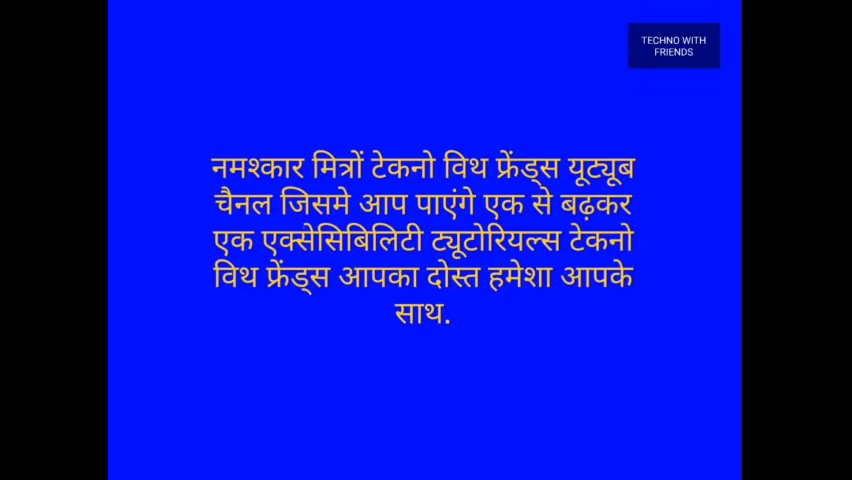 TECHNO WITH
FRIENDS
नमश्कार मित्रों टेकनो विथ फ्रेंड्स यूट्यूब
चैनल जिसमे आप पाएंगे एक से बढ़कर
एक एक्सेसिबिलिटी ट्यूटोरियल्स टेकनो
विथ फ्रेंड्स आपका दोस्त हमेशा आपके
साथ.